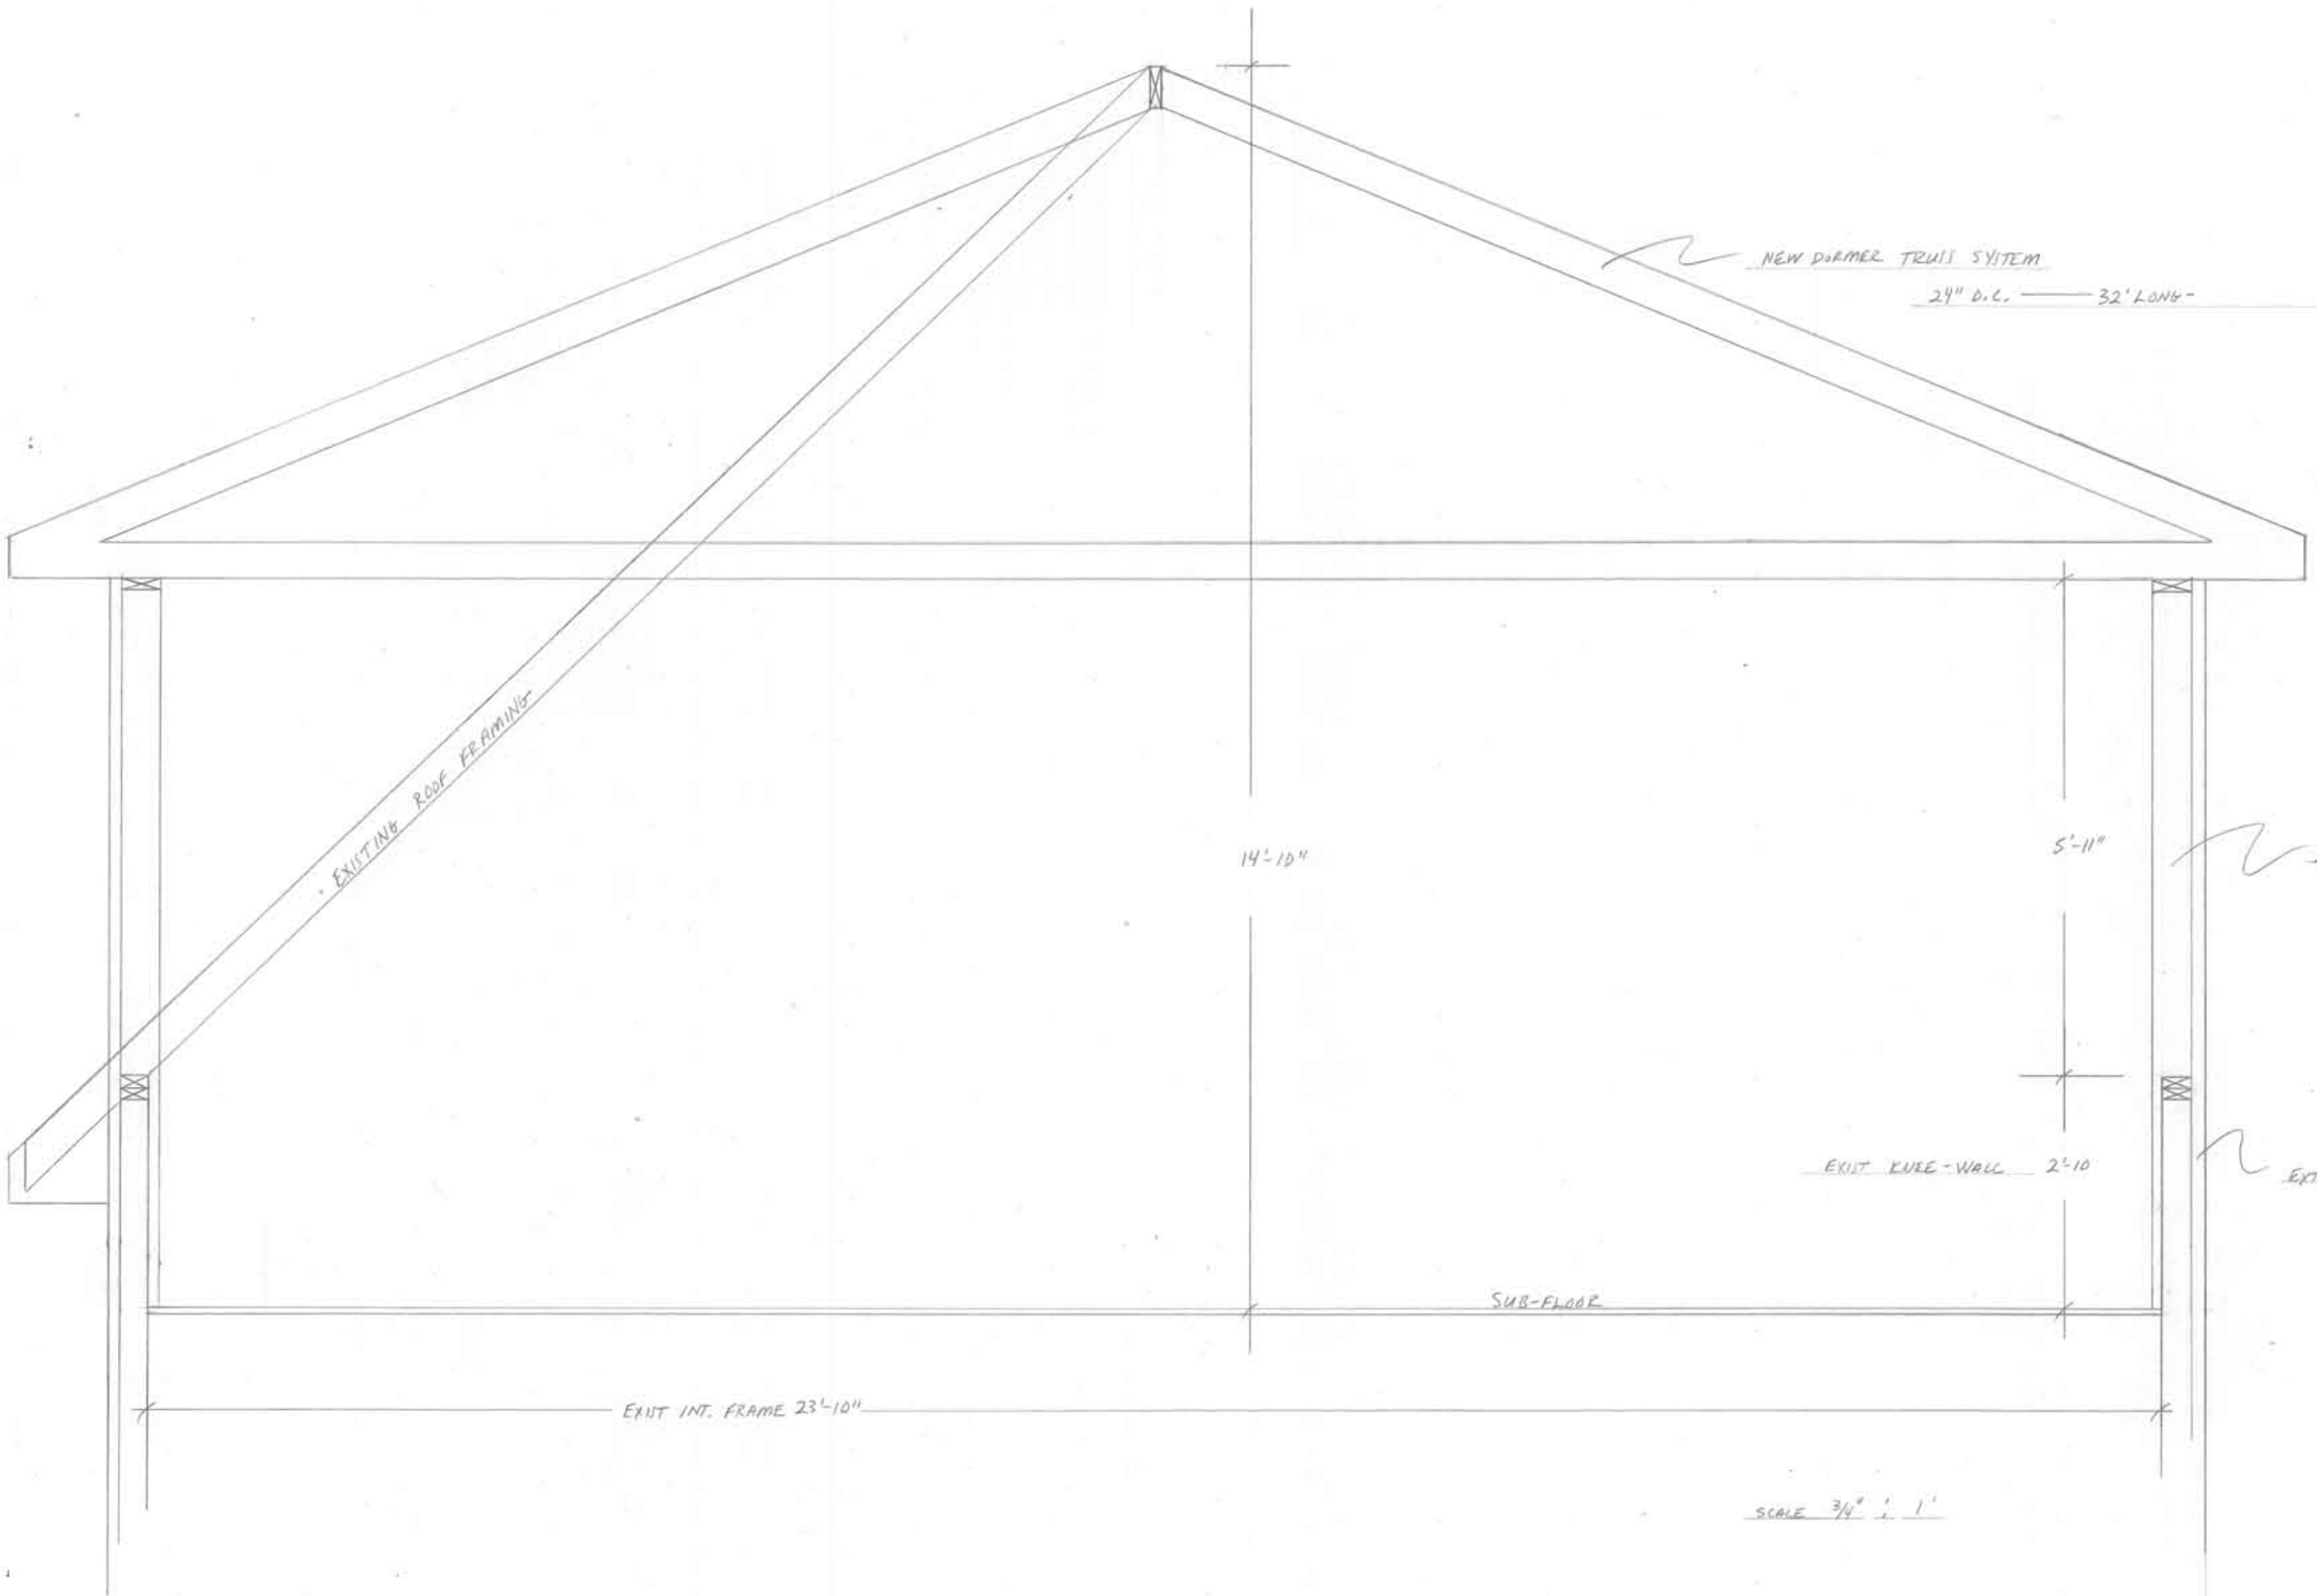 NEW DORMER TRUSS SYSTEM
24" O.C. —— 32' LONG -
EXISTING ROOF FRAMING
14'-10"
5'-11"
EXIST KNEE-WALL 2'-10
EXT
SUB-FLOOR
EXIST INT. FRAME 23'-10"
SCALE 3/4" : 1'